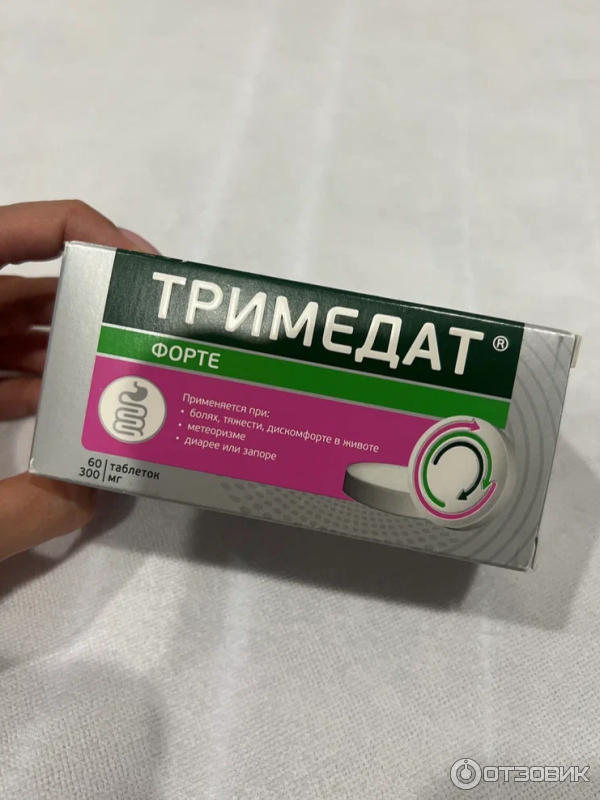 ТРИМЕДАТ®
ФОРТЕ
Применяется при:
• болях, тяжести, дискомфорте в животе
• метеоризме
• диарее или запоре
60 | таблеток
300 | мг
ОТЗОВИК